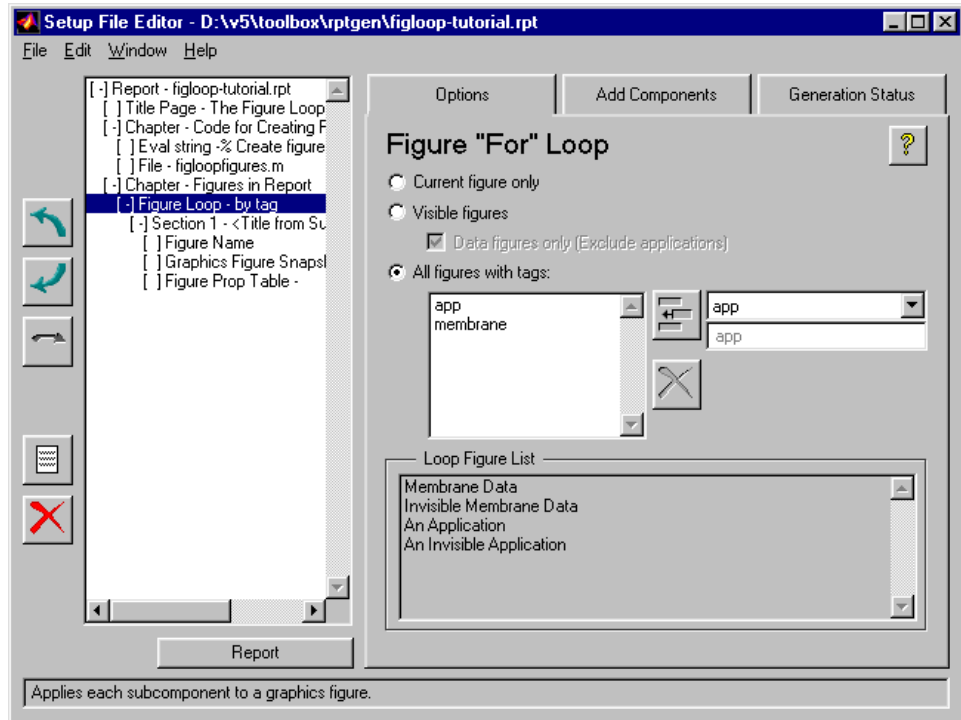 Setup File Editor - D:\v5\toolbox\rptgen\figloop-tutorial.rpt
File Edit Window Help
[-] Report - figloop-tutorial.rpt
[ ] Title Page - The Figure Loop
[-] Chapter - Code for Creating F
[ ] Eval string -% Create figure
[ ] File - figloopfigures.m
[-] Chapter - Figures in Report
[-] Figure Loop - by tag
[-] Section 1 - <Title from Su
[ ] Figure Name
[ ] Graphics Figure Snapsl
[ ] Figure Prop Table -
Report
Options
Add Components
Generation Status
Figure "For" Loop
?
Current figure only
Visible figures
Data figures only (Exclude applications)
All figures with tags:
app
membrane
app
app
Loop Figure List
Membrane Data
Invisible Membrane Data
An Application
An Invisible Application
Applies each subcomponent to a graphics figure.